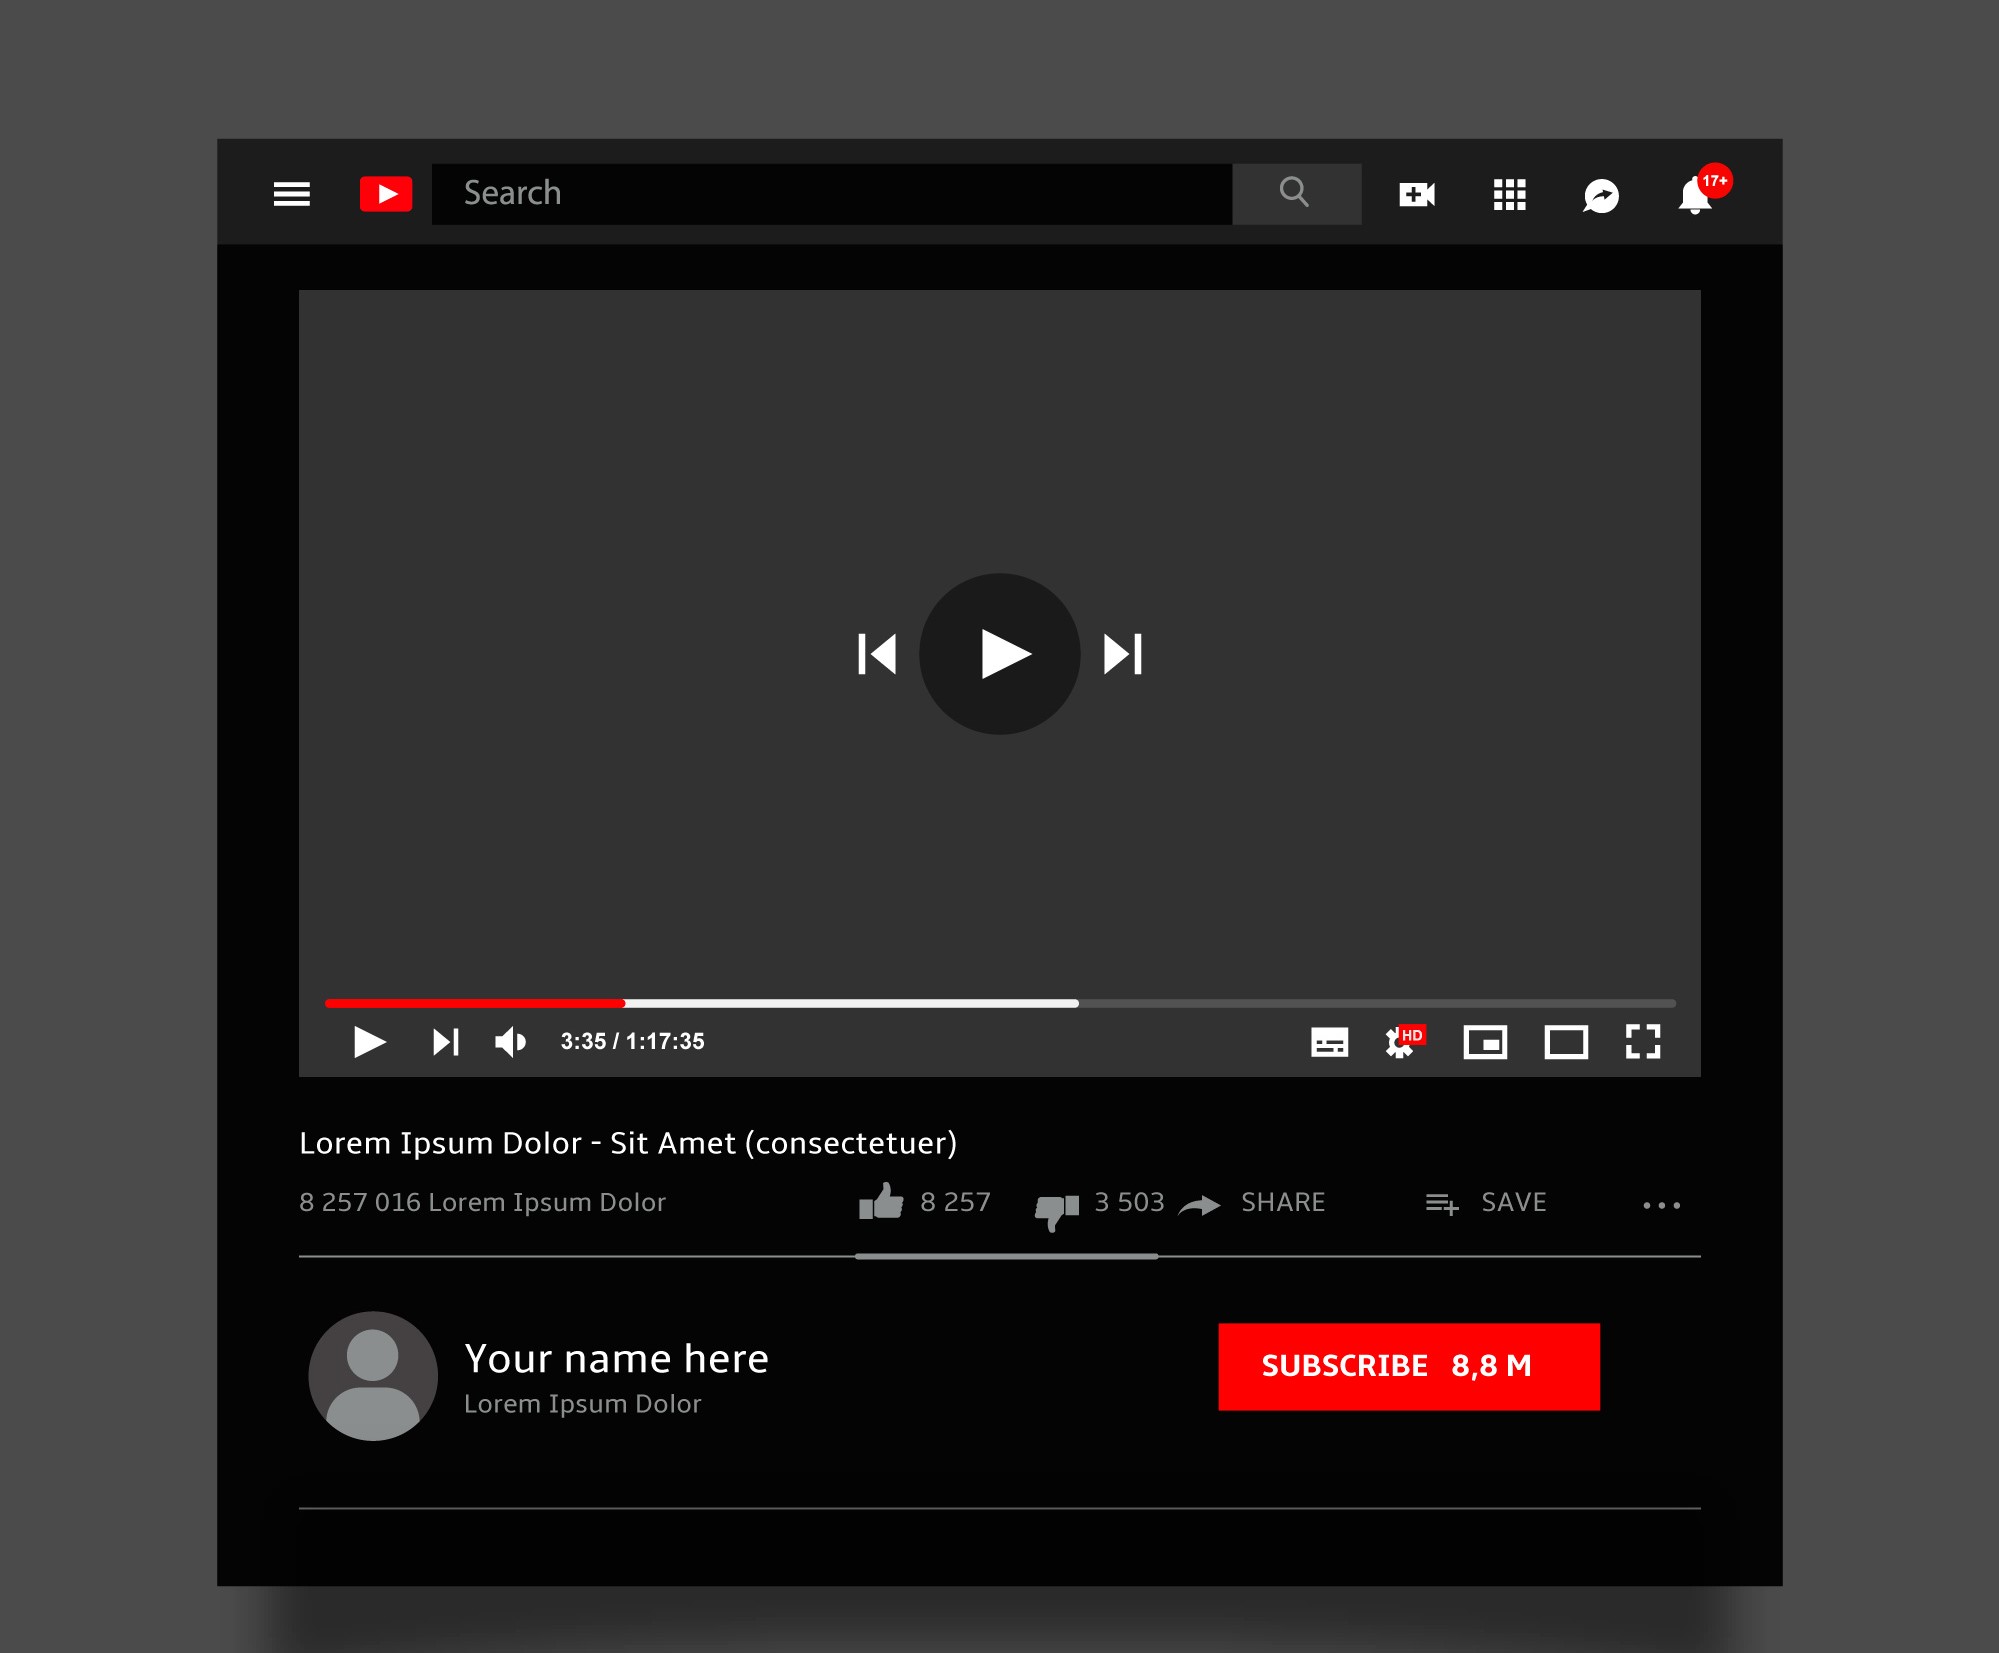 Search
17+
3:35 / 1:17:35
HD
Lorem Ipsum Dolor - Sit Amet (consectetuer)
8 257 016 Lorem Ipsum Dolor 8 257 3 503 SHARE SAVE
Your name here
Lorem Ipsum Dolor
SUBSCRIBE 8,8 M